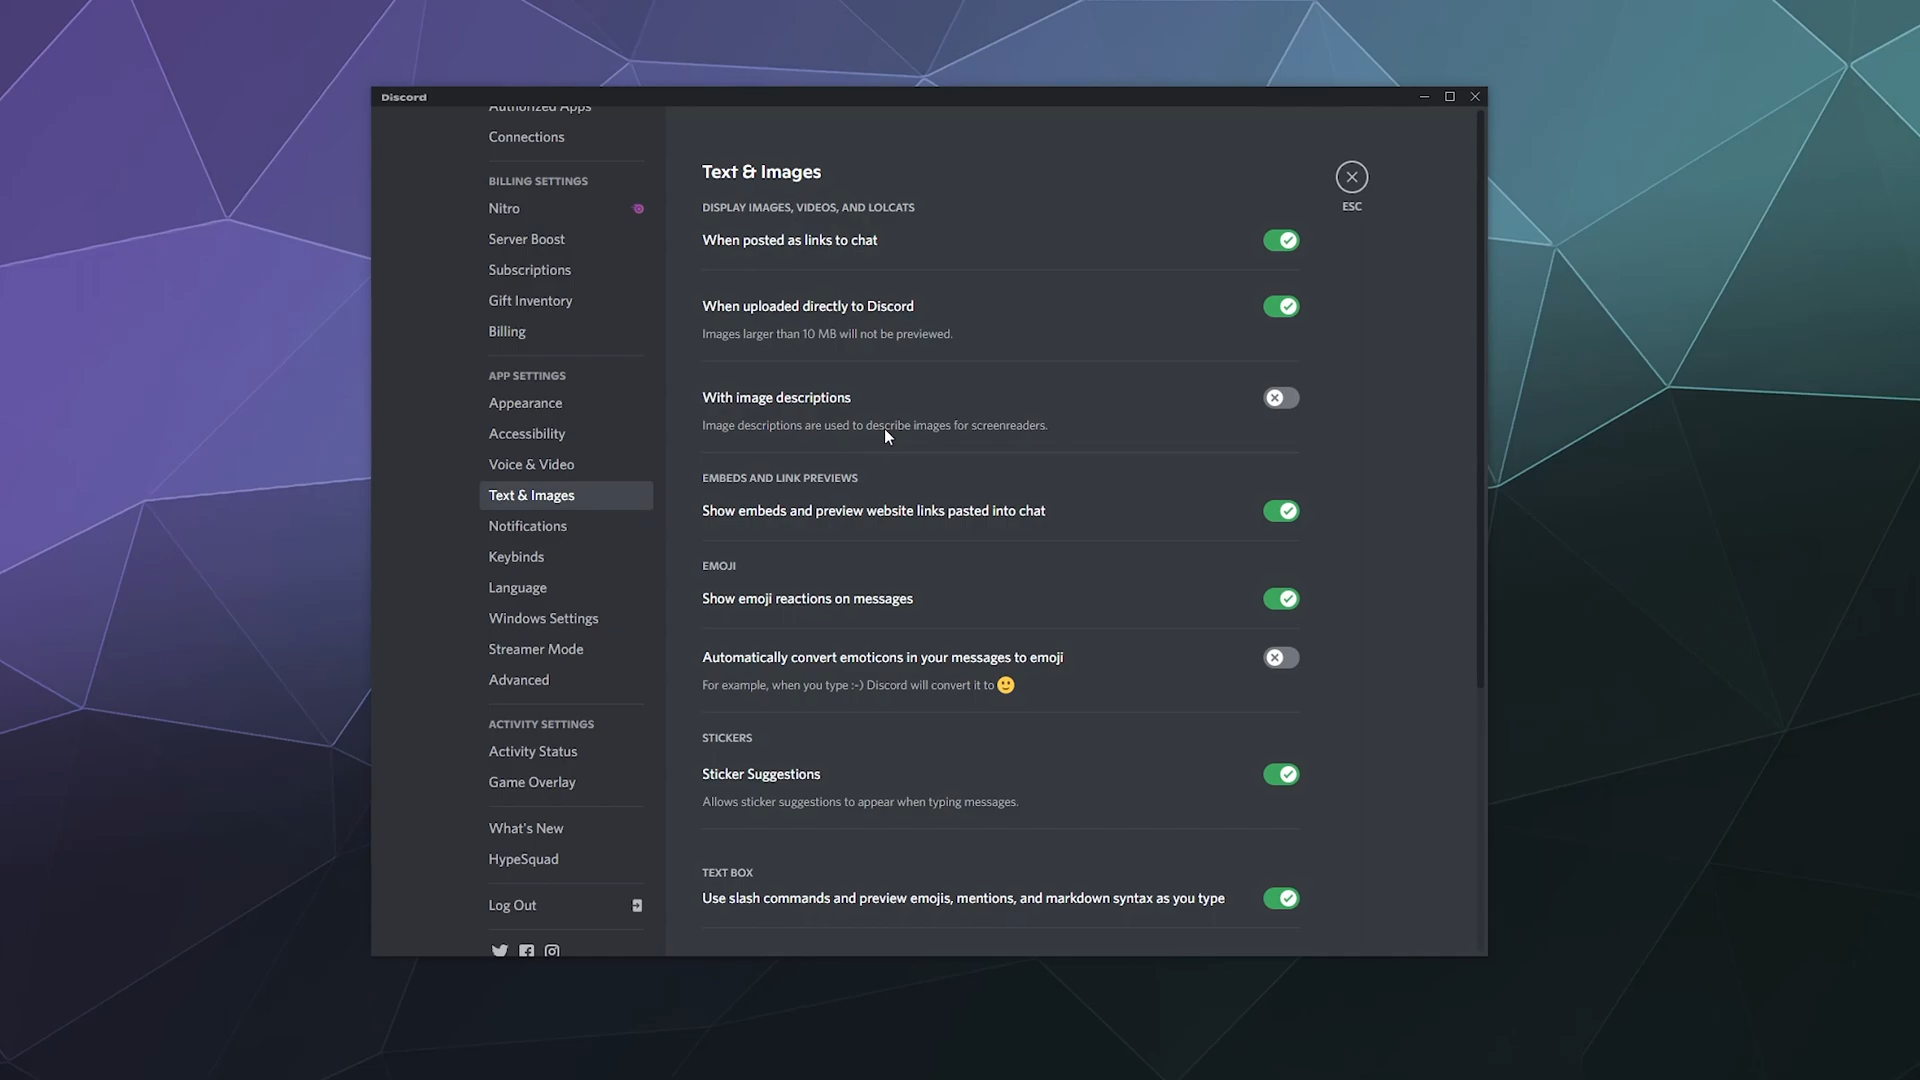 Discord
Authorized Apps
Connections
BILLING SETTINGS
Nitro
Server Boost
Subscriptions
Gift Inventory
Billing
APP SETTINGS
Appearance
Accessibility
Voice & Video
Text & Images
Notifications
Keybinds
Language
Windows Settings
Streamer Mode
Advanced
ACTIVITY SETTINGS
Activity Status
Game Overlay
What's New
HypeSquad
Log Out
Text & Images
ESC
DISPLAY IMAGES, VIDEOS, AND LOLCATS
When posted as links to chat
When uploaded directly to Discord
Images larger than 10 MB will not be previewed.
With image descriptions
Image descriptions are used to describe images for screenreaders.
EMBEDS AND LINK PREVIEWS
Show embeds and preview website links pasted into chat
EMOJI
Show emoji reactions on messages
Automatically convert emoticons in your messages to emoji
For example, when you type :-) Discord will convert it to 🙂
STICKERS
Sticker Suggestions
Allows sticker suggestions to appear when typing messages.
TEXT BOX
Use slash commands and preview emojis, mentions, and markdown syntax as you type